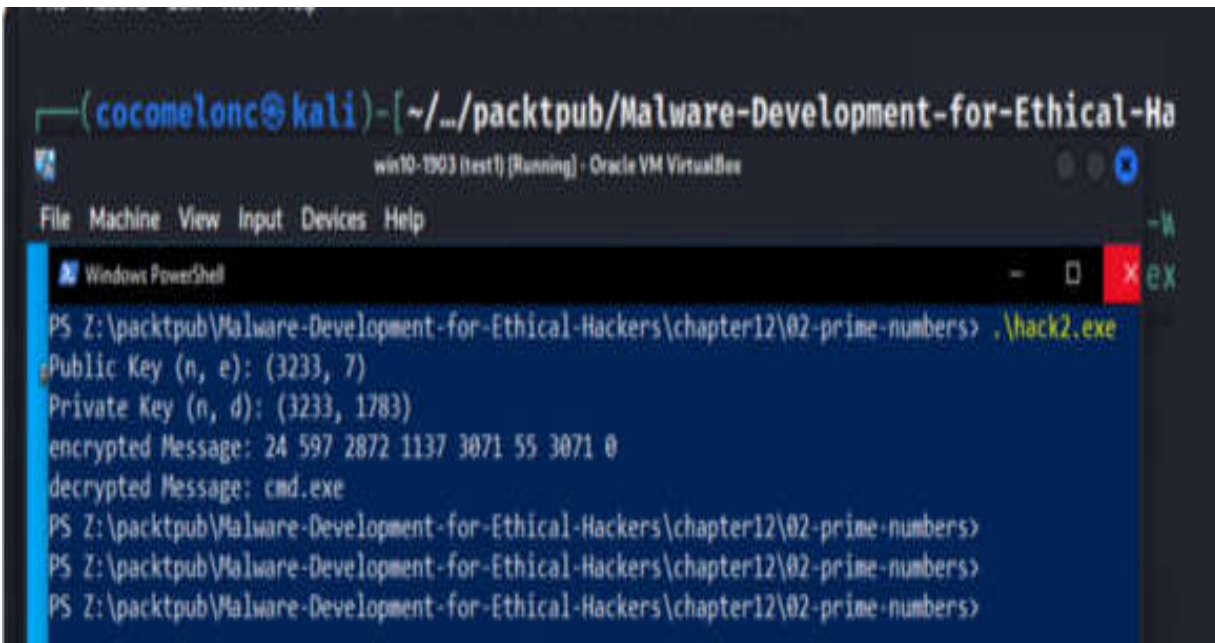 (cocomelonc㉿kali)-[~/…/packtpub/Malware-Development-for-Ethical-Ha
win10-1903 (test1) [Running] - Oracle VM VirtualBox
File Machine View Input Devices Help
Windows PowerShell
ex
PS Z:\packtpub\Malware-Development-for-Ethical-Hackers\chapter12\02-prime-numbers> .\hack2.exe
Public Key (n, e): (3233, 7)
Private Key (n, d): (3233, 1783)
encrypted Message: 24 597 2872 1137 3071 55 3071 0
decrypted Message: cmd.exe
PS Z:\packtpub\Malware-Development-for-Ethical-Hackers\chapter12\02-prime-numbers>
PS Z:\packtpub\Malware-Development-for-Ethical-Hackers\chapter12\02-prime-numbers>
PS Z:\packtpub\Malware-Development-for-Ethical-Hackers\chapter12\02-prime-numbers>